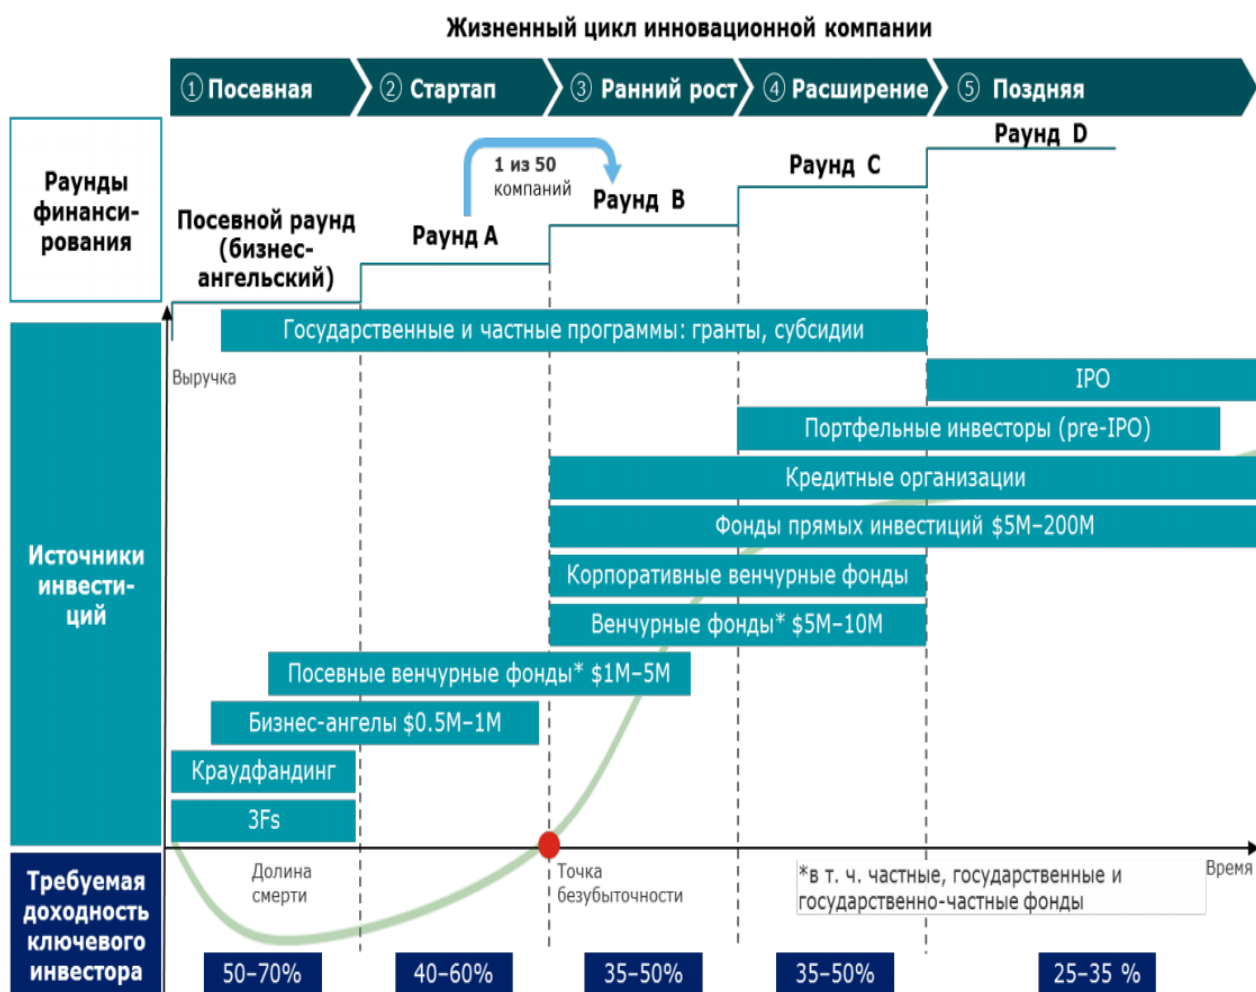 Жизненный цикл инновационной компании
① Посевная
② Стартап
③ Ранний рост
④ Расширение
⑤ Поздняя
Раунды
финанси-
рования
Посевной раунд
(бизнес-
ангельский)
Раунд А
1 из 50
компаний
Раунд В
Раунд С
Раунд D
Источники
инвести-
ций
Выручка
Государственные и частные программы: гранты, субсидии
IPO
Портфельные инвесторы (pre-IPO)
Кредитные организации
Фонды прямых инвестиций $5M–200M
Корпоративные венчурные фонды
Венчурные фонды* $5M–10M
Посевные венчурные фонды* $1M–5M
Бизнес-ангелы $0.5M–1M
Краудфандинг
3Fs
Долина
смерти
Точка
безубыточности
*в т. ч. частные, государственные и
государственно-частные фонды
Время
Требуемая
доходность
ключевого
инвестора
50–70%
40–60%
35–50%
35–50%
25–35 %